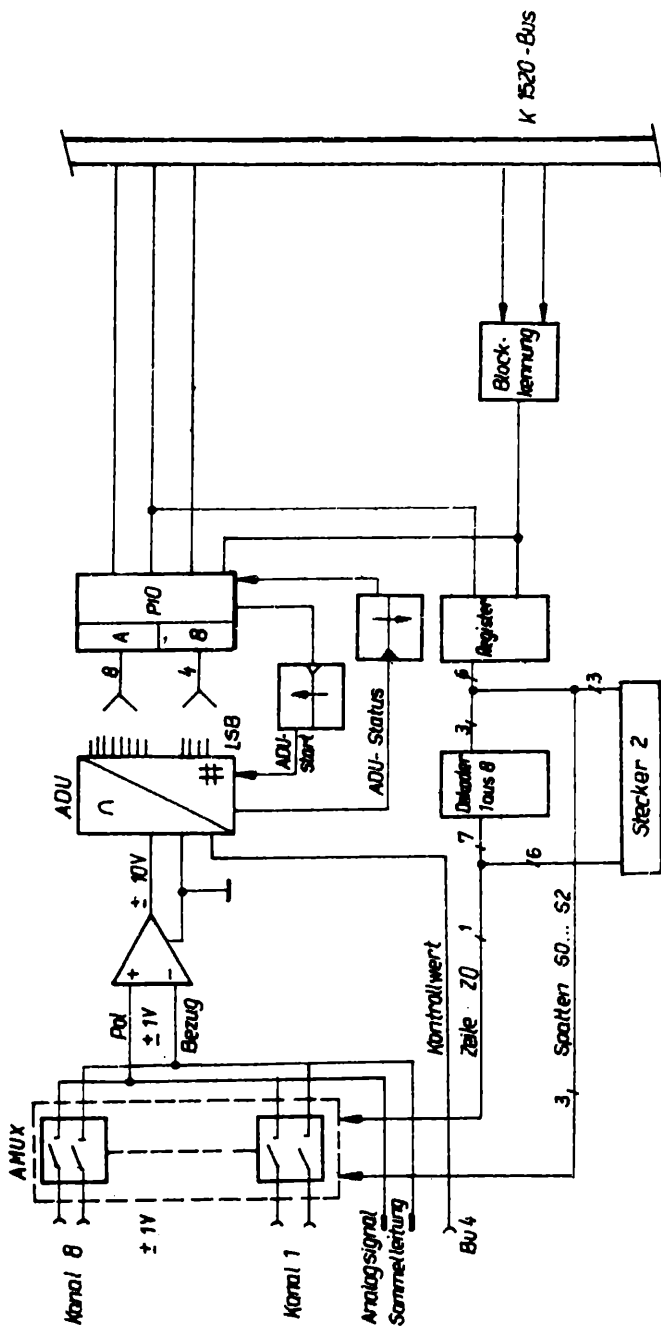 Kanal 8
± 1V
Kanal 1
Analogsignal
Sammelleitung
Bu 4
AMUX
Pol
± 1V
Bezug
+
−
± 10V
Kontrollwert
Zeile Z0
1
3
Spalten S0... S2
ADU
∩
#
LSB
ADU-
Start
ADU-Status
8
4
A
B
PIO
7
6
Dekoder
1 aus 8
3
6
3
Stecker 2
Register
Block-
kennung
K 1520-Bus